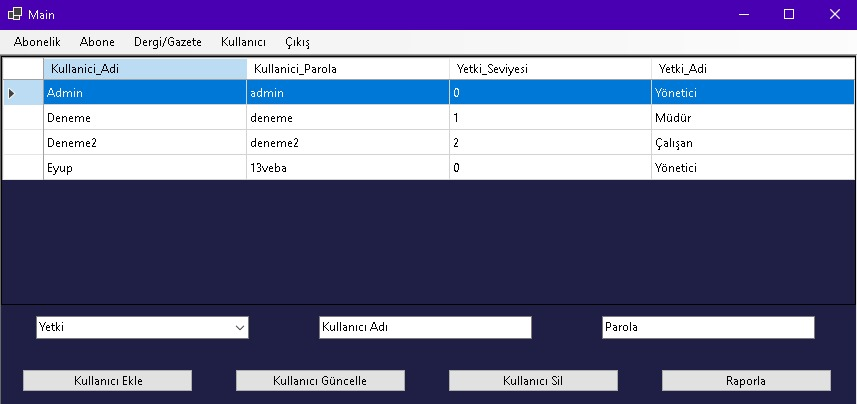 Main
Abonelik Abone Dergi/Gazete Kullanıcı Çıkış
Kullanici_Adi Kullanici_Parola Yetki_Seviyesi Yetki_Adi
Admin admin 0 Yönetici
Deneme deneme 1 Müdür
Deneme2 deneme2 2 Çalışan
Eyup 13veba 0 Yönetici
Yetki Kullanıcı Adı Parola
Kullanıcı Ekle Kullanıcı Güncelle Kullanıcı Sil Raporla